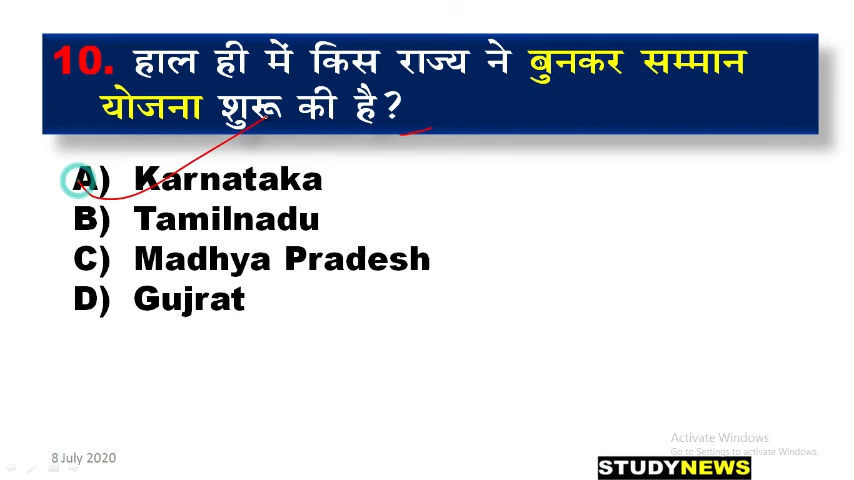 10. हाल ही में किस राज्य ने बुनकर सम्मान
योजना शुरू की है?
A) Karnataka
B) Tamilnadu
C) Madhya Pradesh
D) Gujrat
Activate Windows
Go to Settings to activate Windows.
8 July 2020
STUDYNEWS